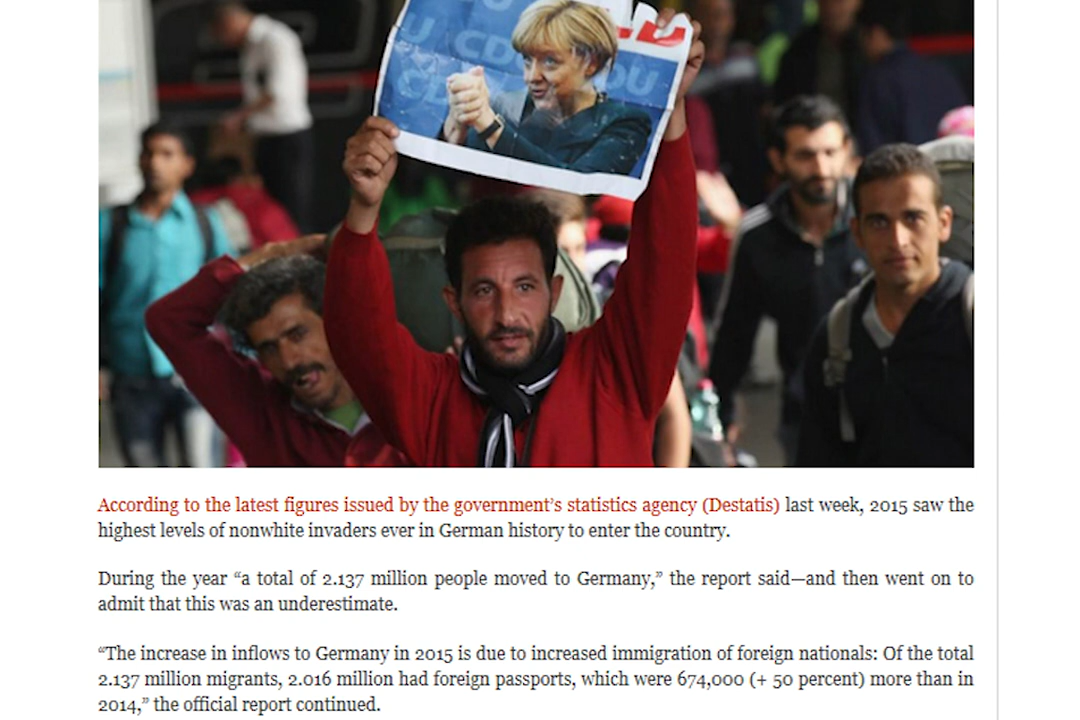 CDU
According to the latest figures issued by the government's statistics agency (Destatis) last week, 2015 saw the
highest levels of nonwhite invaders ever in German history to enter the country.
During the year “a total of 2.137 million people moved to Germany,” the report said—and then went on to
admit that this was an underestimate.
“The increase in inflows to Germany in 2015 is due to increased immigration of foreign nationals: Of the total
2.137 million migrants, 2.016 million had foreign passports, which were 674,000 (+ 50 percent) more than in
2014,” the official report continued.